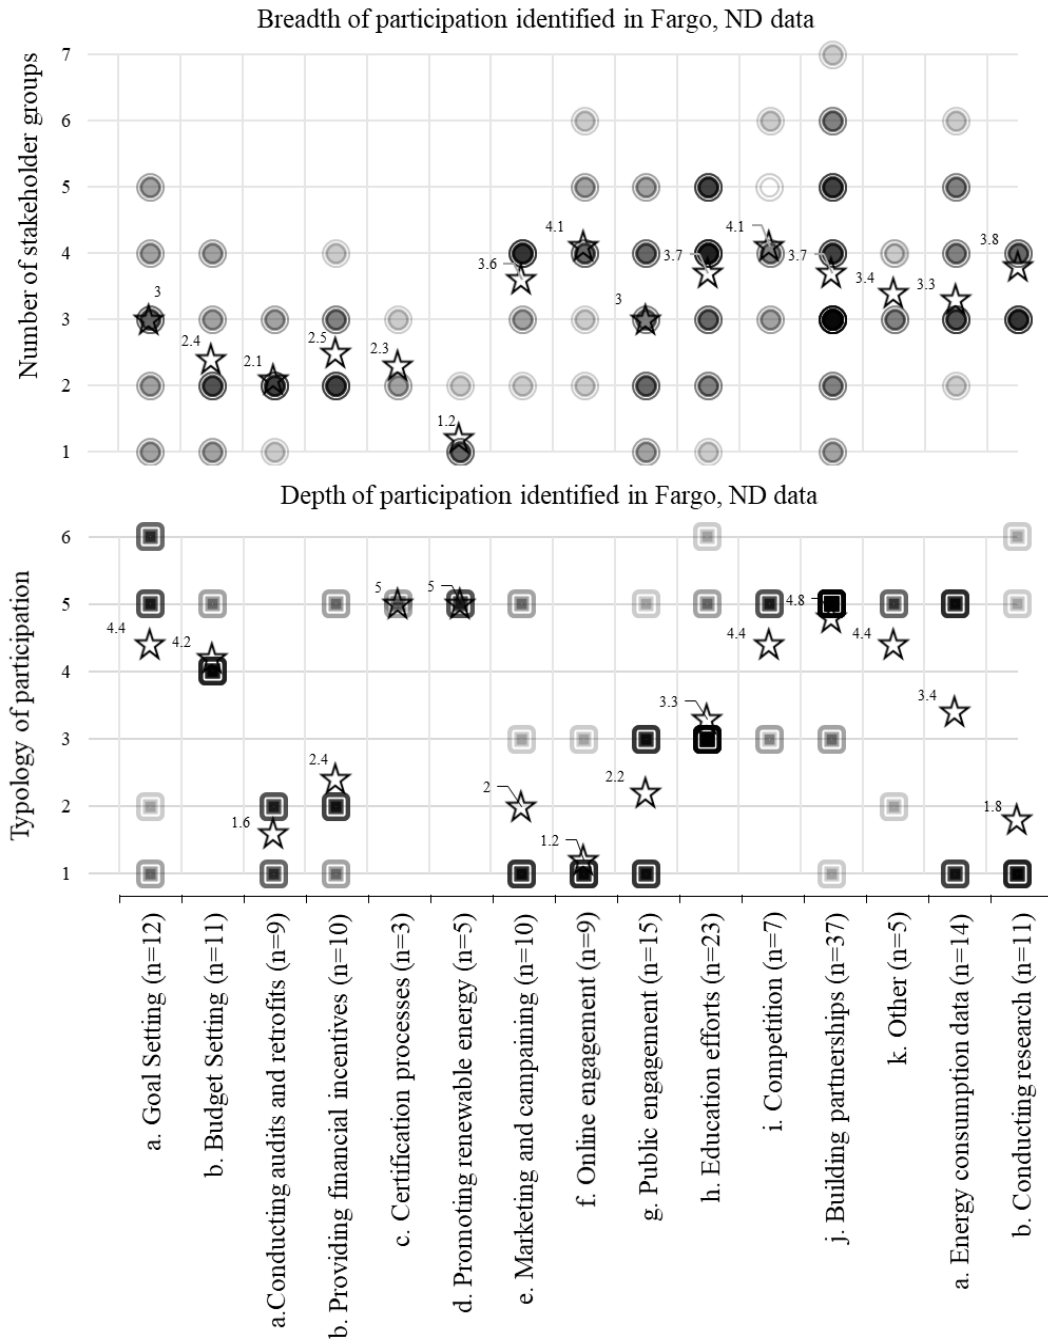 Breadth of participation identified in Fargo, ND data
Number of stakeholder groups
7
6
5
4
3
2
1
3
2.4
2.1
2.5
2.3
1.2
3.6
4.1
3
3.7
4.1
3.7
3.4
3.3
3.8
Depth of participation identified in Fargo, ND data
Typology of participation
6
5
4
3
2
1
4.4
4.2
1.6
2.4
5
5
2
1.2
2.2
3.3
4.4
4.8
4.4
3.4
1.8
a. Goal Setting (n=12)
b. Budget Setting (n=11)
a.Conducting audits and retrofits (n=9)
b. Providing financial incentives (n=10)
c. Certification processes (n=3)
d. Promoting renewable energy (n=5)
e. Marketing and campaining (n=10)
f. Online engagement (n=9)
g. Public engagement (n=15)
h. Education efforts (n=23)
i. Competition (n=7)
j. Building partnerships (n=37)
k. Other (n=5)
a. Energy consumption data (n=14)
b. Conducting research (n=11)